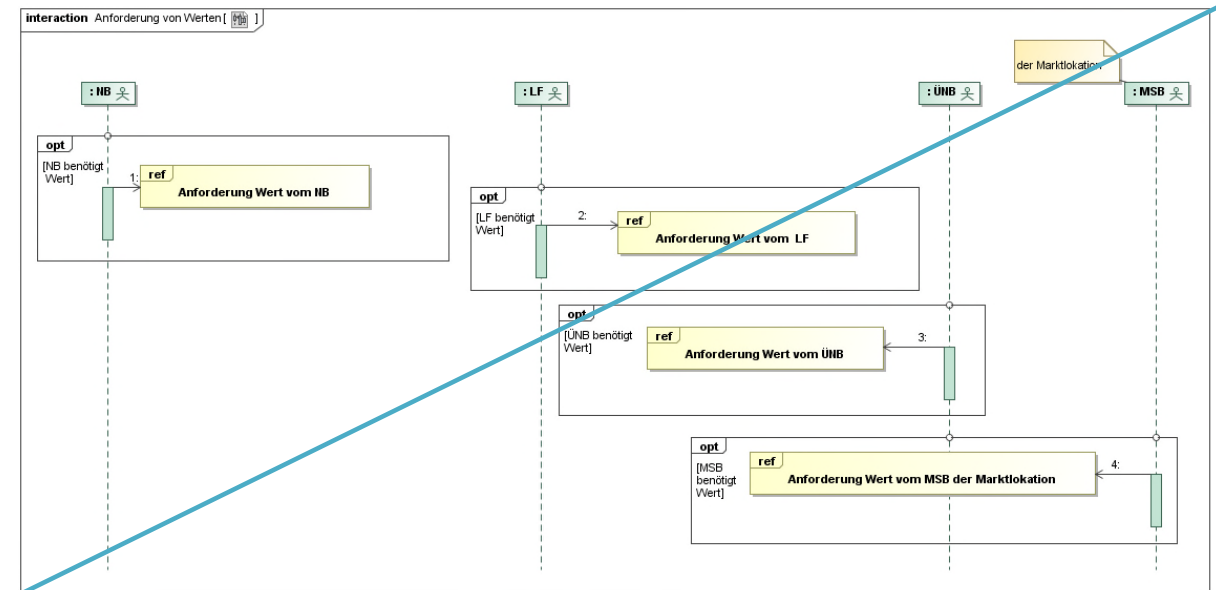 interaction Anforderung von Werten [ ]
der Marktlokation
: NB
: LF
: ÜNB
: MSB
opt
[NB benötigt
Wert]
1:
ref
Anforderung Wert vom NB
opt
[LF benötigt
Wert]
2:
ref
Anforderung Wert vom LF
opt
[ÜNB benötigt
Wert]
ref
Anforderung Wert vom ÜNB
3:
opt
[MSB
benötigt
Wert]
ref
Anforderung Wert vom MSB der Marktlokation
4: